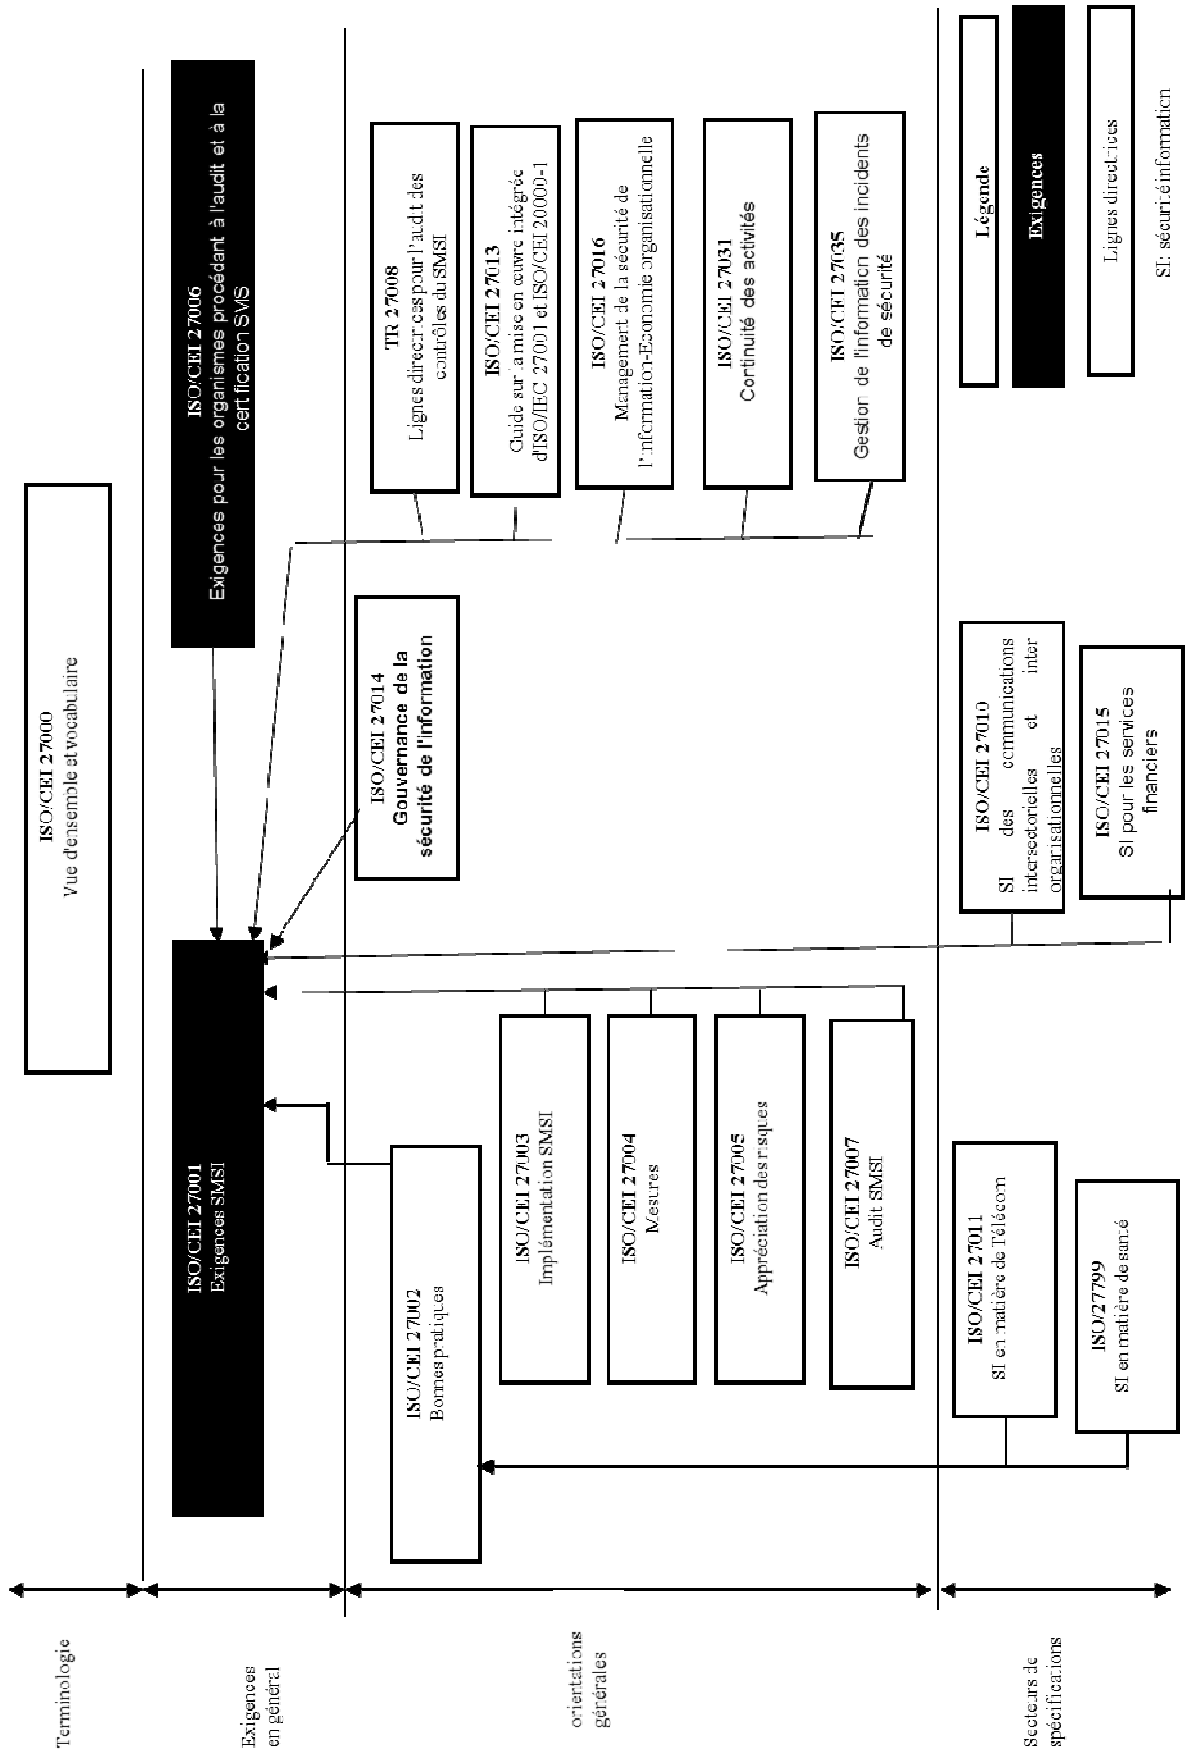 Terminologie
ISO/CEI 27000
Vue d'ensemble et vocabulaire
Exigences
en général
ISO/CEI 27001
Exigences SMSI
ISO/CEI 27006
Exigences pour les organismes procédant à l'audit et à la
certification SMS
orientations
générales
ISO/CEI 27002
Bonnes pratiques
ISO/CEI 27014
Gouvernance de la
sécurité de l'information
TR 27008
Lignes directrices pour l'audit des
contrôles du SMSI
ISO/CEI 27013
Guide sur la mise en œuvre intégrée
d'ISO/IEC 27001 et ISO/CEI 20000-1
ISO/CEI 27003
Implémentation SMSI
ISO/CEI 27016
Management de la sécurité de
l'information-Economie organisationnelle
ISO/CEI 27004
Mesures
ISO/CEI 27031
Continuité des activités
ISO/CEI 27005
Appréciation des risques
ISO/CEI 27035
Gestion de l'information des incidents
de sécurité
ISO/CEI 27007
Audit SMSI
Secteurs de
spécifications
ISO/CEI 27011
SI en matière de Télécom
ISO/27799
SI en matière de santé
ISO/CEI 27010
SI des communications
intersectorielles et inter
organisationnelles
ISO/CEI 27015
SI pour les services
financiers
Légende
Exigences
Lignes directrices
SI: sécurité information